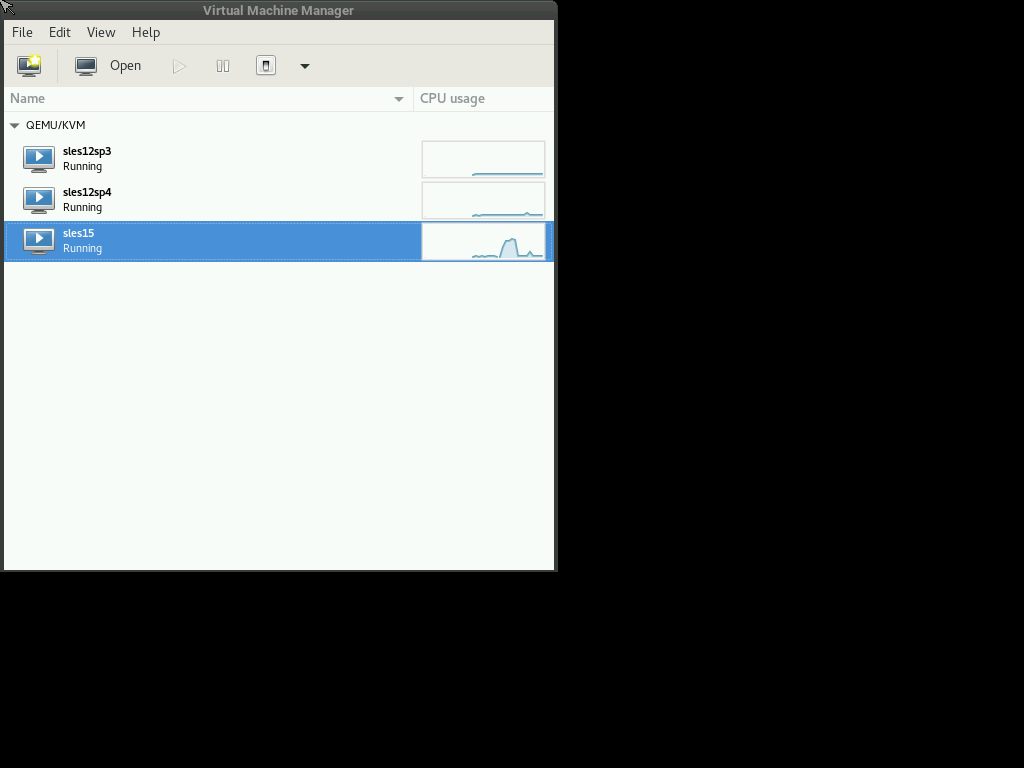 Virtual Machine Manager
File Edit View Help
Open
Name CPU usage
QEMU/KVM
sles12sp3
Running
sles12sp4
Running
sles15
Running